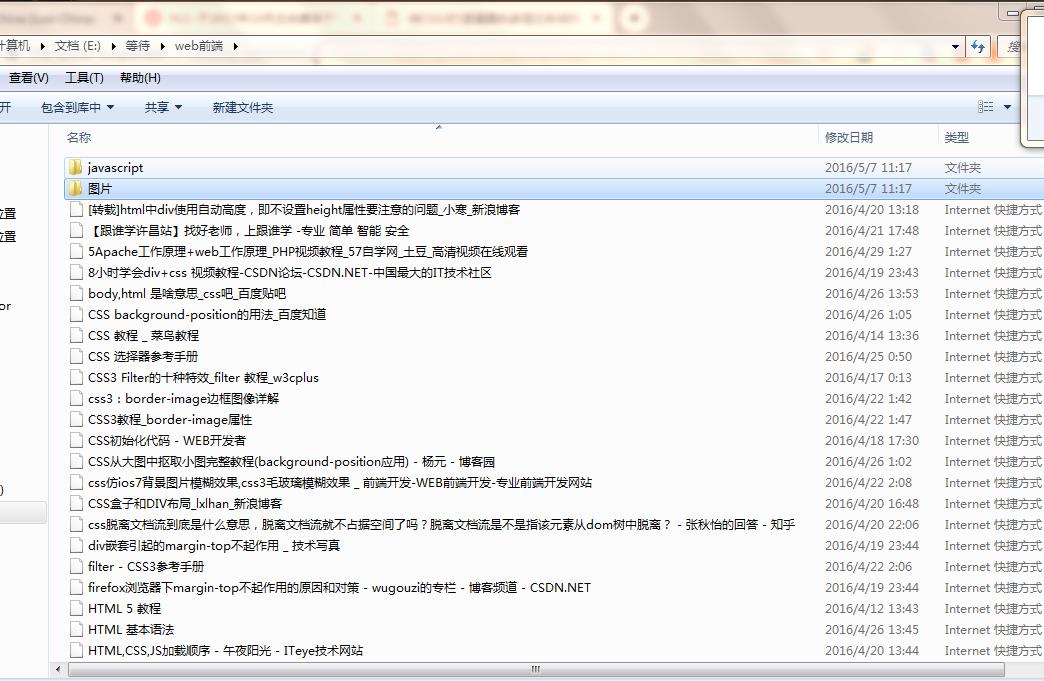 计算机 ▸ 文档 (E:) ▸ 等待 ▸ web前端 ▸
查看(V) 工具(T) 帮助(H)
开 包含到库中 共享 新建文件夹
名称 修改日期 类型
javascript 2016/5/7 11:17 文件夹
图片 2016/5/7 11:17 文件夹
[转载]html中div使用自动高度，即不设置height属性要注意的问题_小寒_新浪博客 2016/4/20 13:18 Internet 快捷方式
位置
【跟谁学许昌站】找好老师，上跟谁学 -专业 简单 智能 安全 2016/4/21 17:48 Internet 快捷方式
位置
5Apache工作原理+web工作原理_PHP视频教程_57自学网_土豆_高清视频在线观看 2016/4/29 1:27 Internet 快捷方式
8小时学会div+css 视频教程-CSDN论坛-CSDN.NET-中国最大的IT技术社区 2016/4/19 23:43 Internet 快捷方式
body,html 是啥意思_css吧_百度贴吧 2016/4/26 13:53 Internet 快捷方式
or
CSS background-position的用法_百度知道 2016/4/26 1:05 Internet 快捷方式
CSS 教程 _ 菜鸟教程 2016/4/14 13:36 Internet 快捷方式
CSS 选择器参考手册 2016/4/25 0:50 Internet 快捷方式
CSS3 Filter的十种特效_filter 教程_w3cplus 2016/4/17 0:13 Internet 快捷方式
css3：border-image边框图像详解 2016/4/22 1:42 Internet 快捷方式
CSS3教程_border-image属性 2016/4/22 1:47 Internet 快捷方式
CSS初始化代码 - WEB开发者 2016/4/18 17:30 Internet 快捷方式
CSS从大图中抠取小图完整教程(background-position应用) - 杨元 - 博客园 2016/4/26 1:02 Internet 快捷方式
css仿ios7背景图片模糊效果,css3毛玻璃模糊效果 _ 前端开发-WEB前端开发-专业前端开发网站 2016/4/22 2:08 Internet 快捷方式
)
CSS盒子和DIV布局_lxlhan_新浪博客 2016/4/20 16:48 Internet 快捷方式
css脱离文档流到底是什么意思，脱离文档流就不占据空间了吗？脱离文档流是不是指该元素从dom树中脱离？ - 张秋怡的回答 - 知乎 2016/4/20 22:06 Internet 快捷方式
div嵌套引起的margin-top不起作用 _ 技术写真 2016/4/19 23:44 Internet 快捷方式
filter - CSS3参考手册 2016/4/22 2:06 Internet 快捷方式
firefox浏览器下margin-top不起作用的原因和对策 - wugouzi的专栏 - 博客频道 - CSDN.NET 2016/4/19 23:44 Internet 快捷方式
HTML 5 教程 2016/4/12 13:43 Internet 快捷方式
HTML 基本语法 2016/4/26 13:45 Internet 快捷方式
HTML,CSS,JS加载顺序 - 午夜阳光 - ITeye技术网站 2016/4/20 13:44 Internet 快捷方式